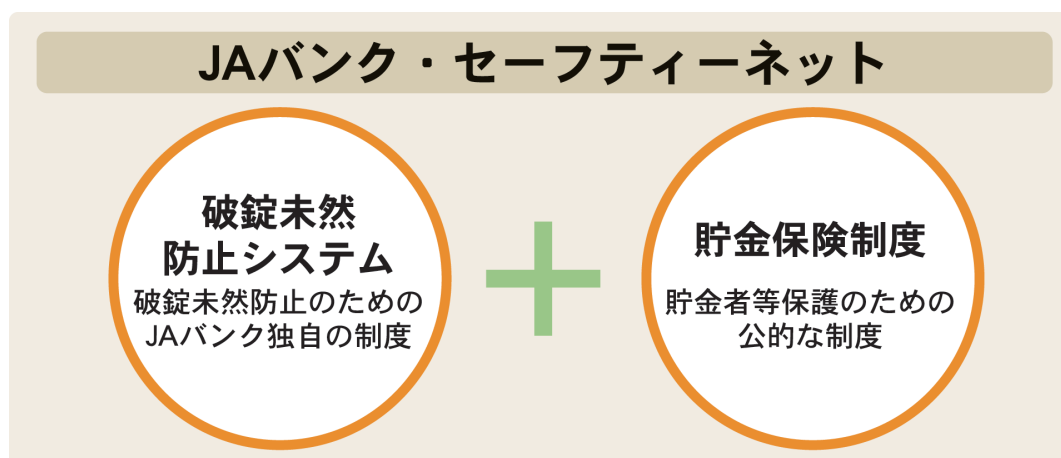 JAバンク・セーフティーネット
破綻未然
防止システム
破綻未然防止のための
JAバンク独自の制度
貯金保険制度
貯金者等保護のための
公的な制度